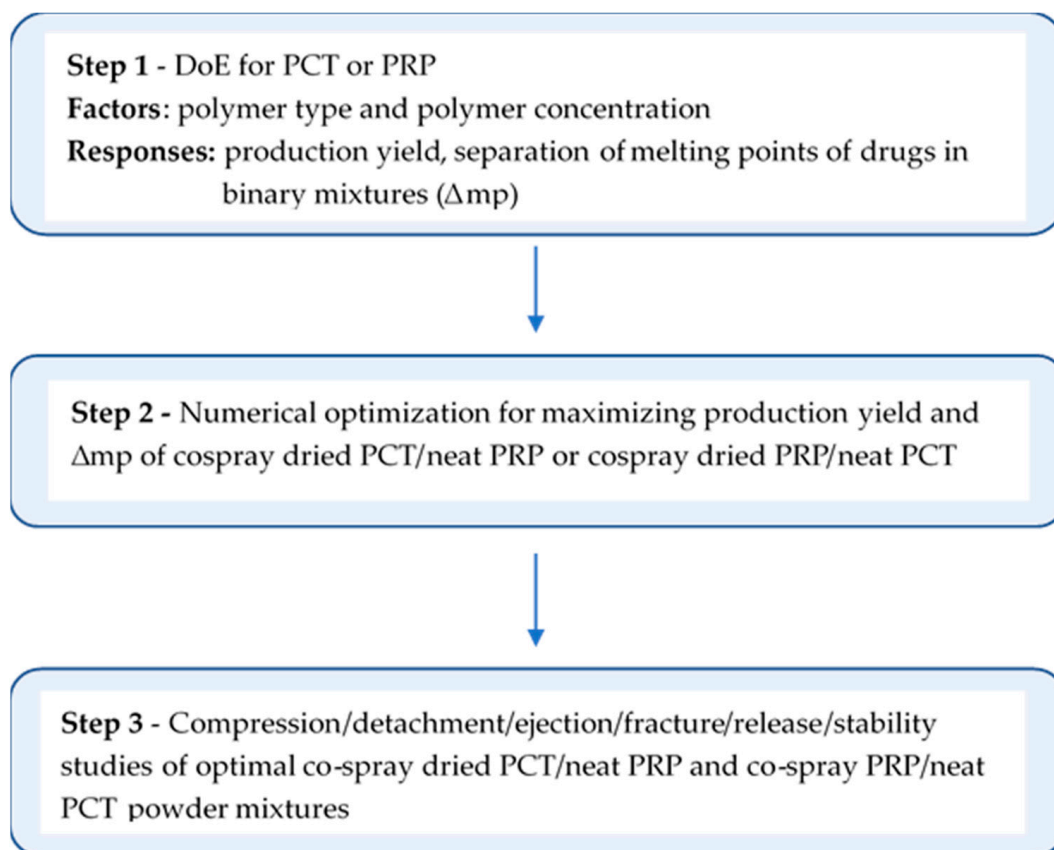 Step 1 - DoE for PCT or PRP
Factors: polymer type and polymer concentration
Responses: production yield, separation of melting points of drugs in
binary mixtures (Δmp)
Step 2 - Numerical optimization for maximizing production yield and
Δmp of cospray dried PCT/neat PRP or cospray dried PRP/neat PCT
Step 3 - Compression/detachment/ejection/fracture/release/stability
studies of optimal co-spray dried PCT/neat PRP and co-spray PRP/neat
PCT powder mixtures